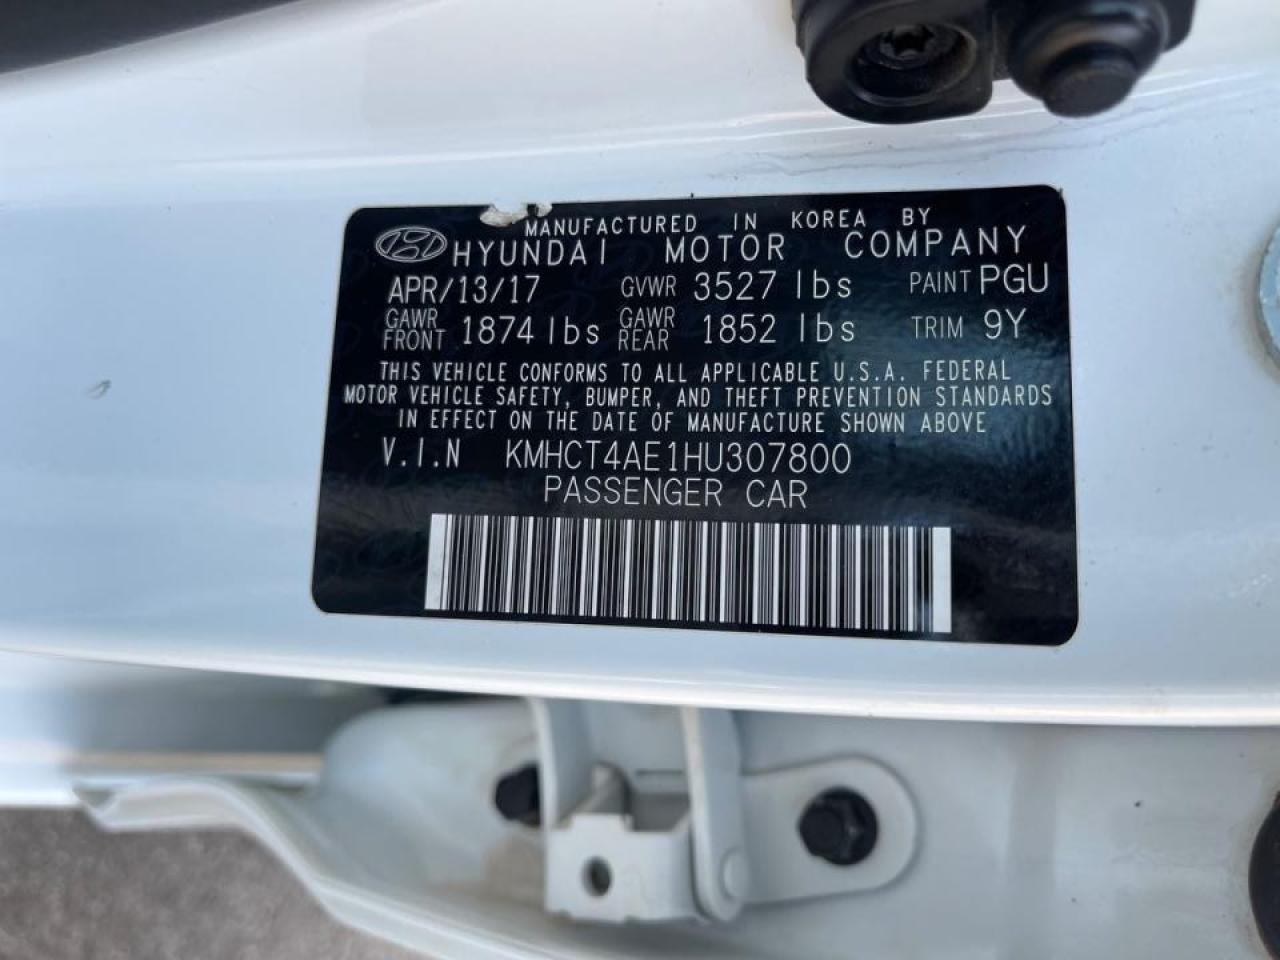 MANUFACTURED IN KOREA BY
HYUNDAI MOTOR COMPANY
APR/13/17 GVWR 3527 lbs PAINT PGU
GAWR FRONT 1874 lbs GAWR REAR 1852 lbs TRIM 9Y
THIS VEHICLE CONFORMS TO ALL APPLICABLE U.S.A. FEDERAL
MOTOR VEHICLE SAFETY, BUMPER, AND THEFT PREVENTION STANDARDS
IN EFFECT ON THE DATE OF MANUFACTURE SHOWN ABOVE
V.I.N KMHCT4AE1HU307800
PASSENGER CAR